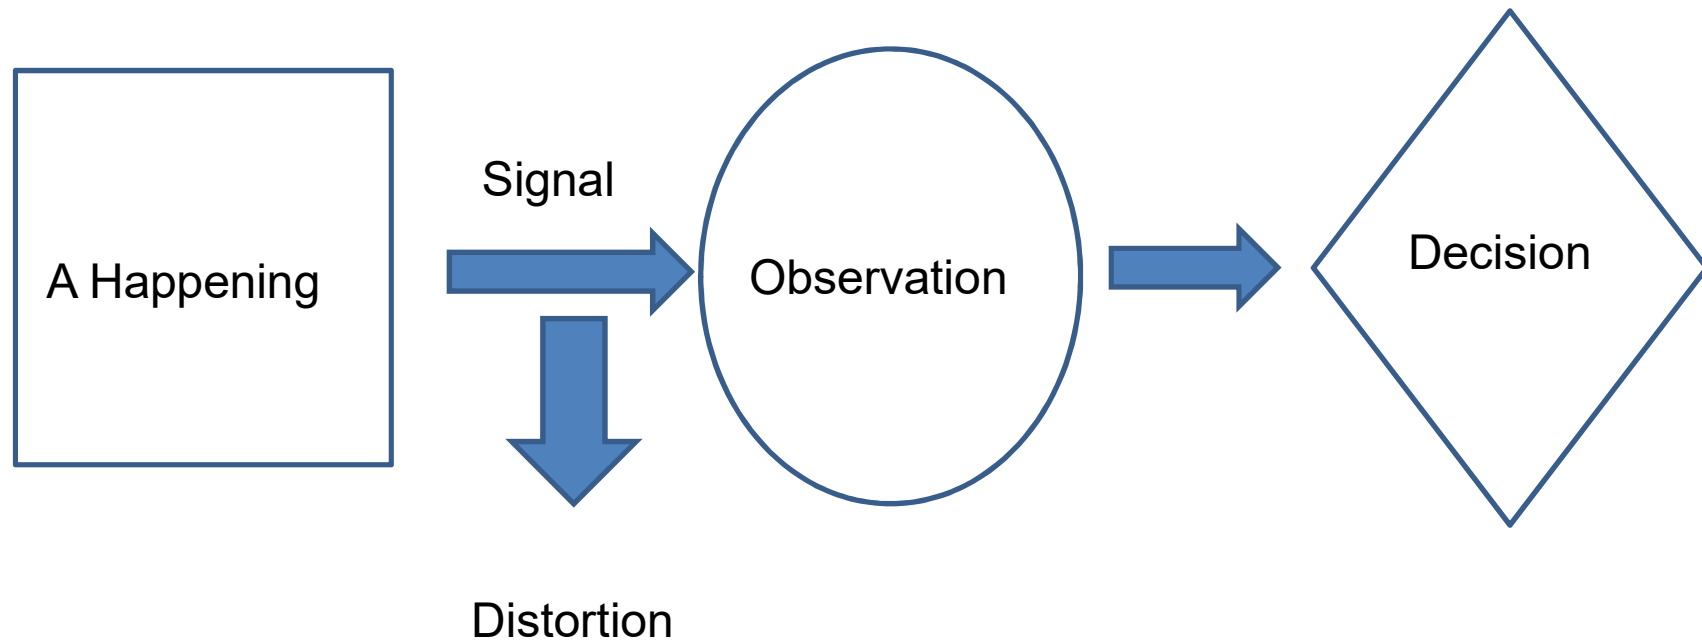 Signal
A Happening
Observation
Decision
Distortion